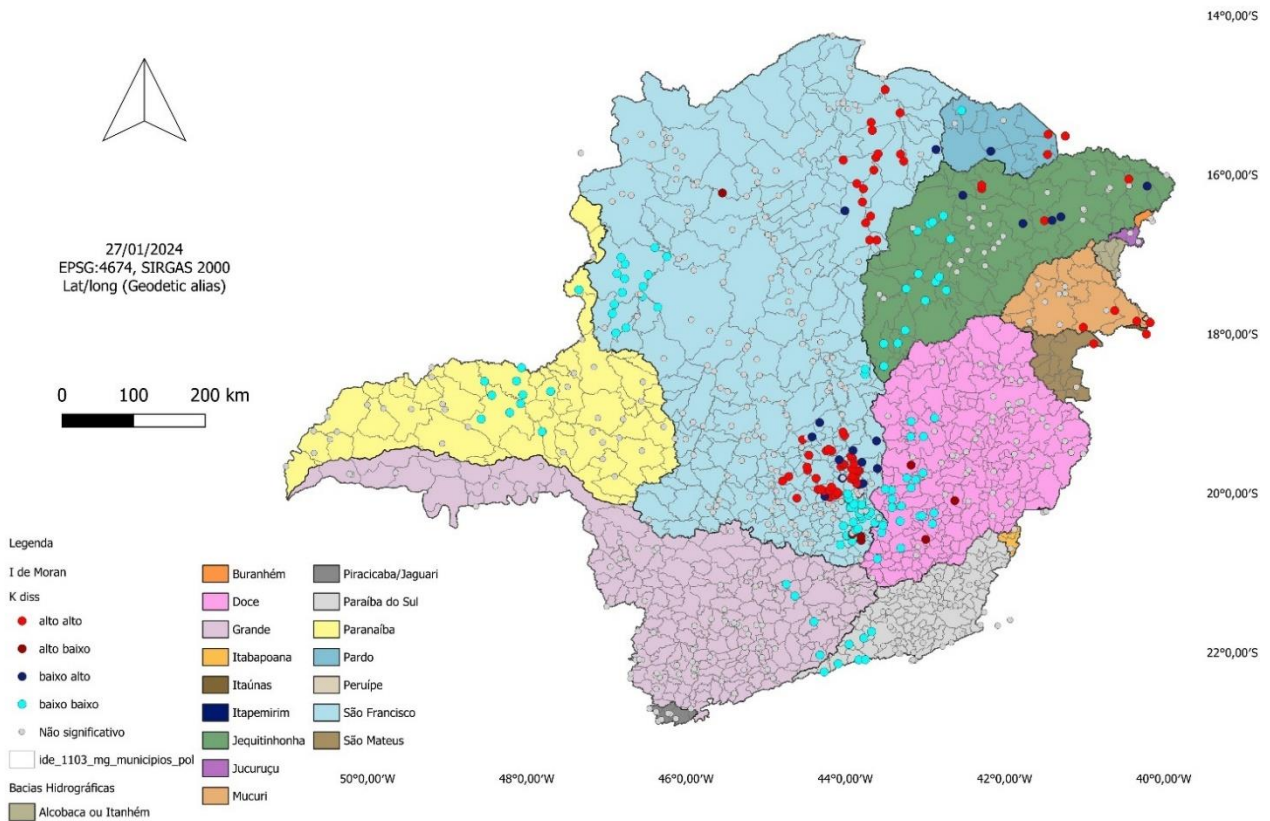 14°0,00'S
16°0,00'S
27/01/2024
EPSG:4674, SIRGAS 2000
Lat/long (Geodetic alias)
18°0,00'S
0 100 200 km
20°0,00'S
22°0,00'S
Legenda
I de Moran
K diss
alto alto
alto baixo
baixo alto
baixo baixo
Não significativo
ide_1103_mg_municipios_pol
Bacias Hidrográficas
Alcobaca ou Itanhém
Buranhém
Doce
Grande
Itabapoana
Itaúnas
Itapemirim
Jequitinhonha
Jucuruçu
Mucuri
Piracicaba/Jaguari
Paraíba do Sul
Paranaíba
Pardo
Peruípe
São Francisco
São Mateus
50°0,00'W 48°0,00'W 46°0,00'W 44°0,00'W 42°0,00'W 40°0,00'W